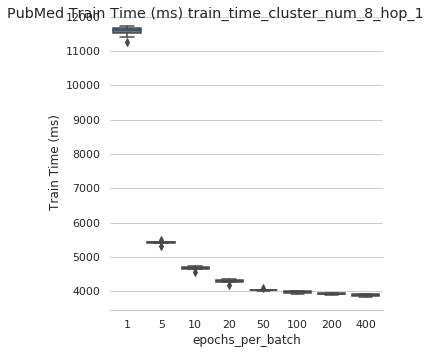 PubMed Train Time (ms) train_time_cluster_num_8_hop_1
12000
11000
10000
9000
8000
7000
6000
5000
4000
Train Time (ms)
1 5 10 20 50 100 200 400
epochs_per_batch